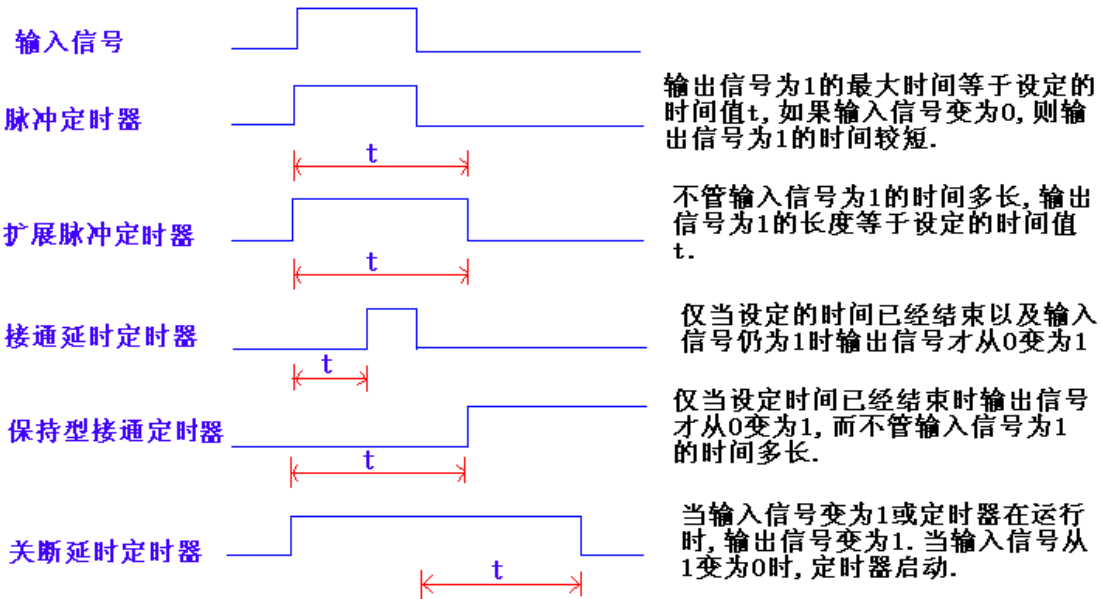 输入信号
脉冲定时器
输出信号为1的最大时间等于设定的
时间值t,如果输入信号变为0,则输
出信号为1的时间较短.
t
扩展脉冲定时器
不管输入信号为1的时间多长,输出
信号为1的长度等于设定的时间值
t.
t
接通延时定时器
仅当设定的时间已经结束以及输入
信号仍为1时输出信号才从0变为1
t
保持型接通定时器
仅当设定时间已经结束时输出信号
才从0变为1,而不管输入信号为1
的时间多长.
t
关断延时定时器
当输入信号变为1或定时器在运行
时,输出信号变为1.当输入信号从
1变为0时,定时器启动.
t